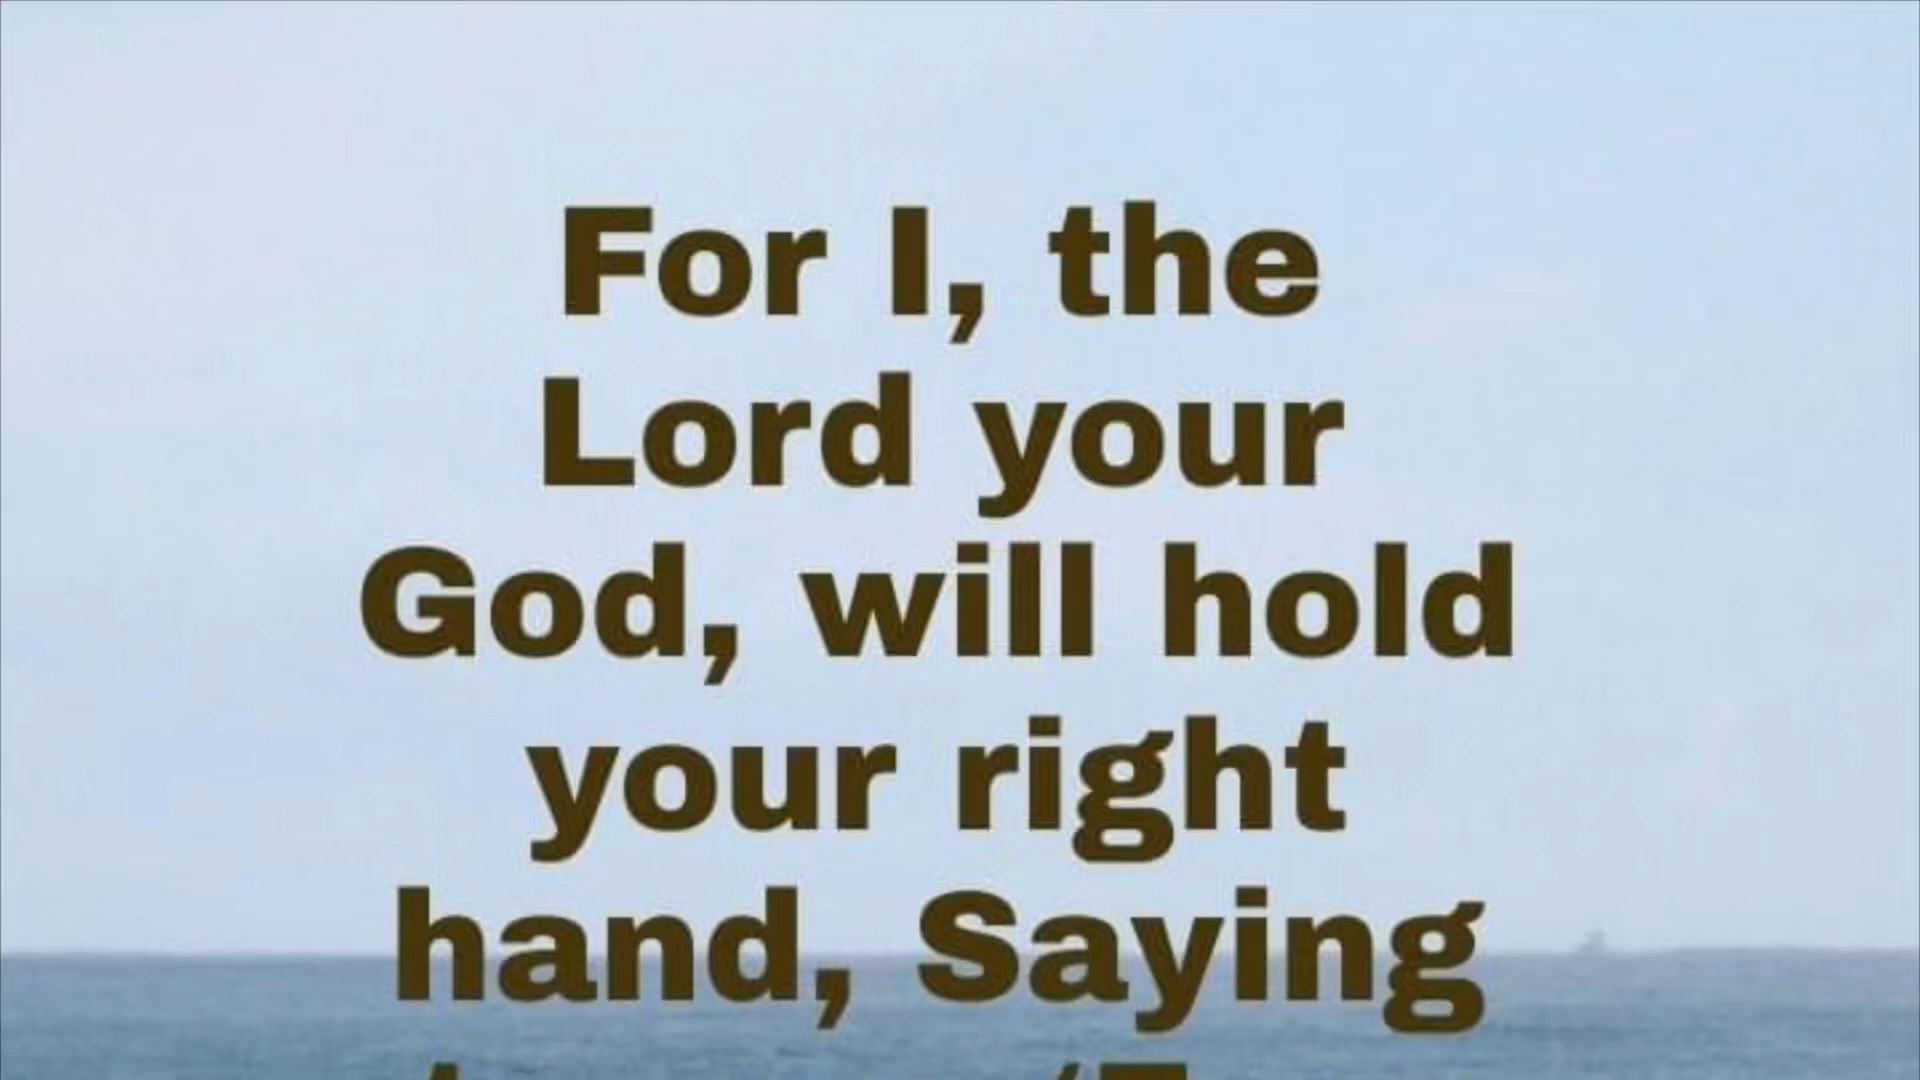 For I, the
Lord your
God, will hold
your right
hand, Saying